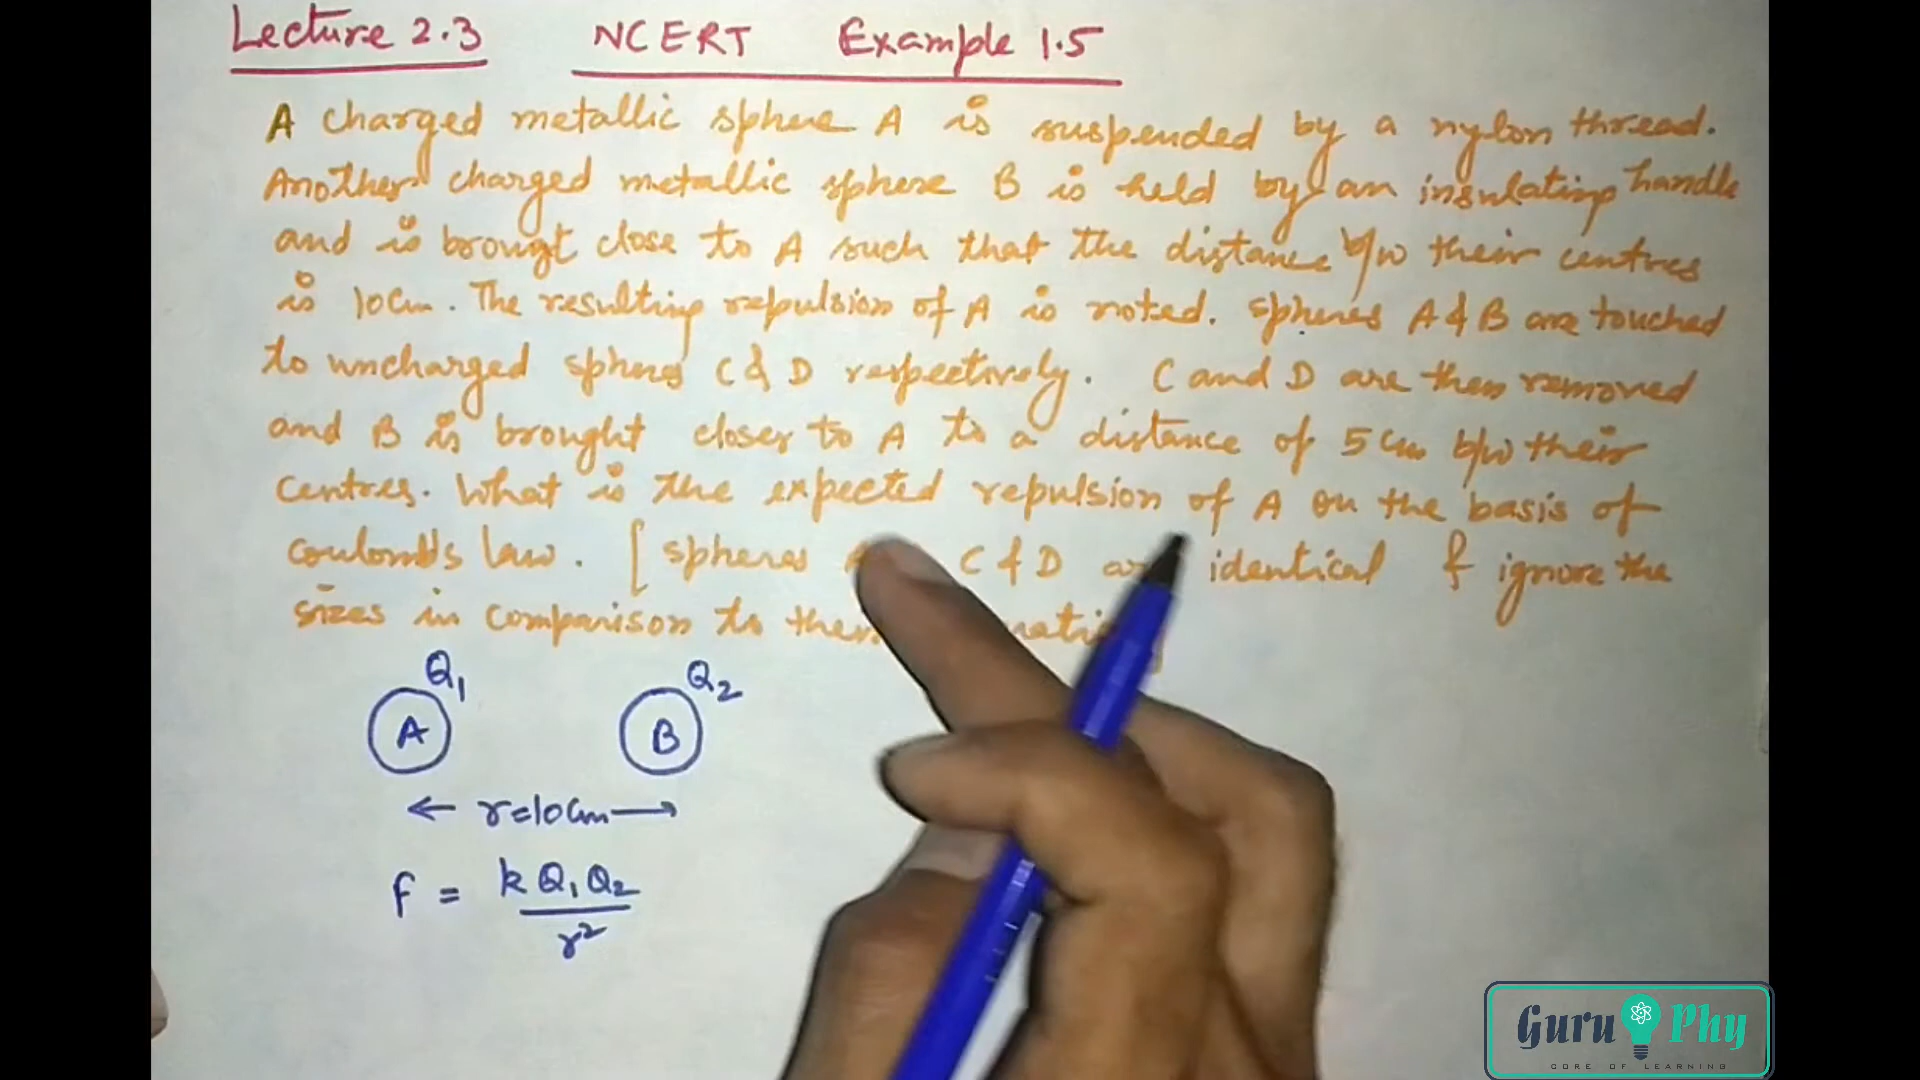 Lecture 2.3 NCERT Example 1.5
A charged metallic sphere A is suspended by a nylon thread.
Another charged metallic sphere B is held by an insulating handle
and is brougt close to A such that the distance b/w their centres
is 10cm. The resulting repulsion of A is noted. spheres A & B are touched
to uncharged spheres C & D respectively. C and D are then removed
and B is brought closer to A to a distance of 5cm b/w their
centres. What is the expected repulsion of A on the basis of
coulomb's law. [ spheres C & D identical & ignore the
sizes in comparison to
Q1 Q2
A B
r=10cm
F = k Q1 Q2
r²
Guru Phy
CORE OF LEARNING